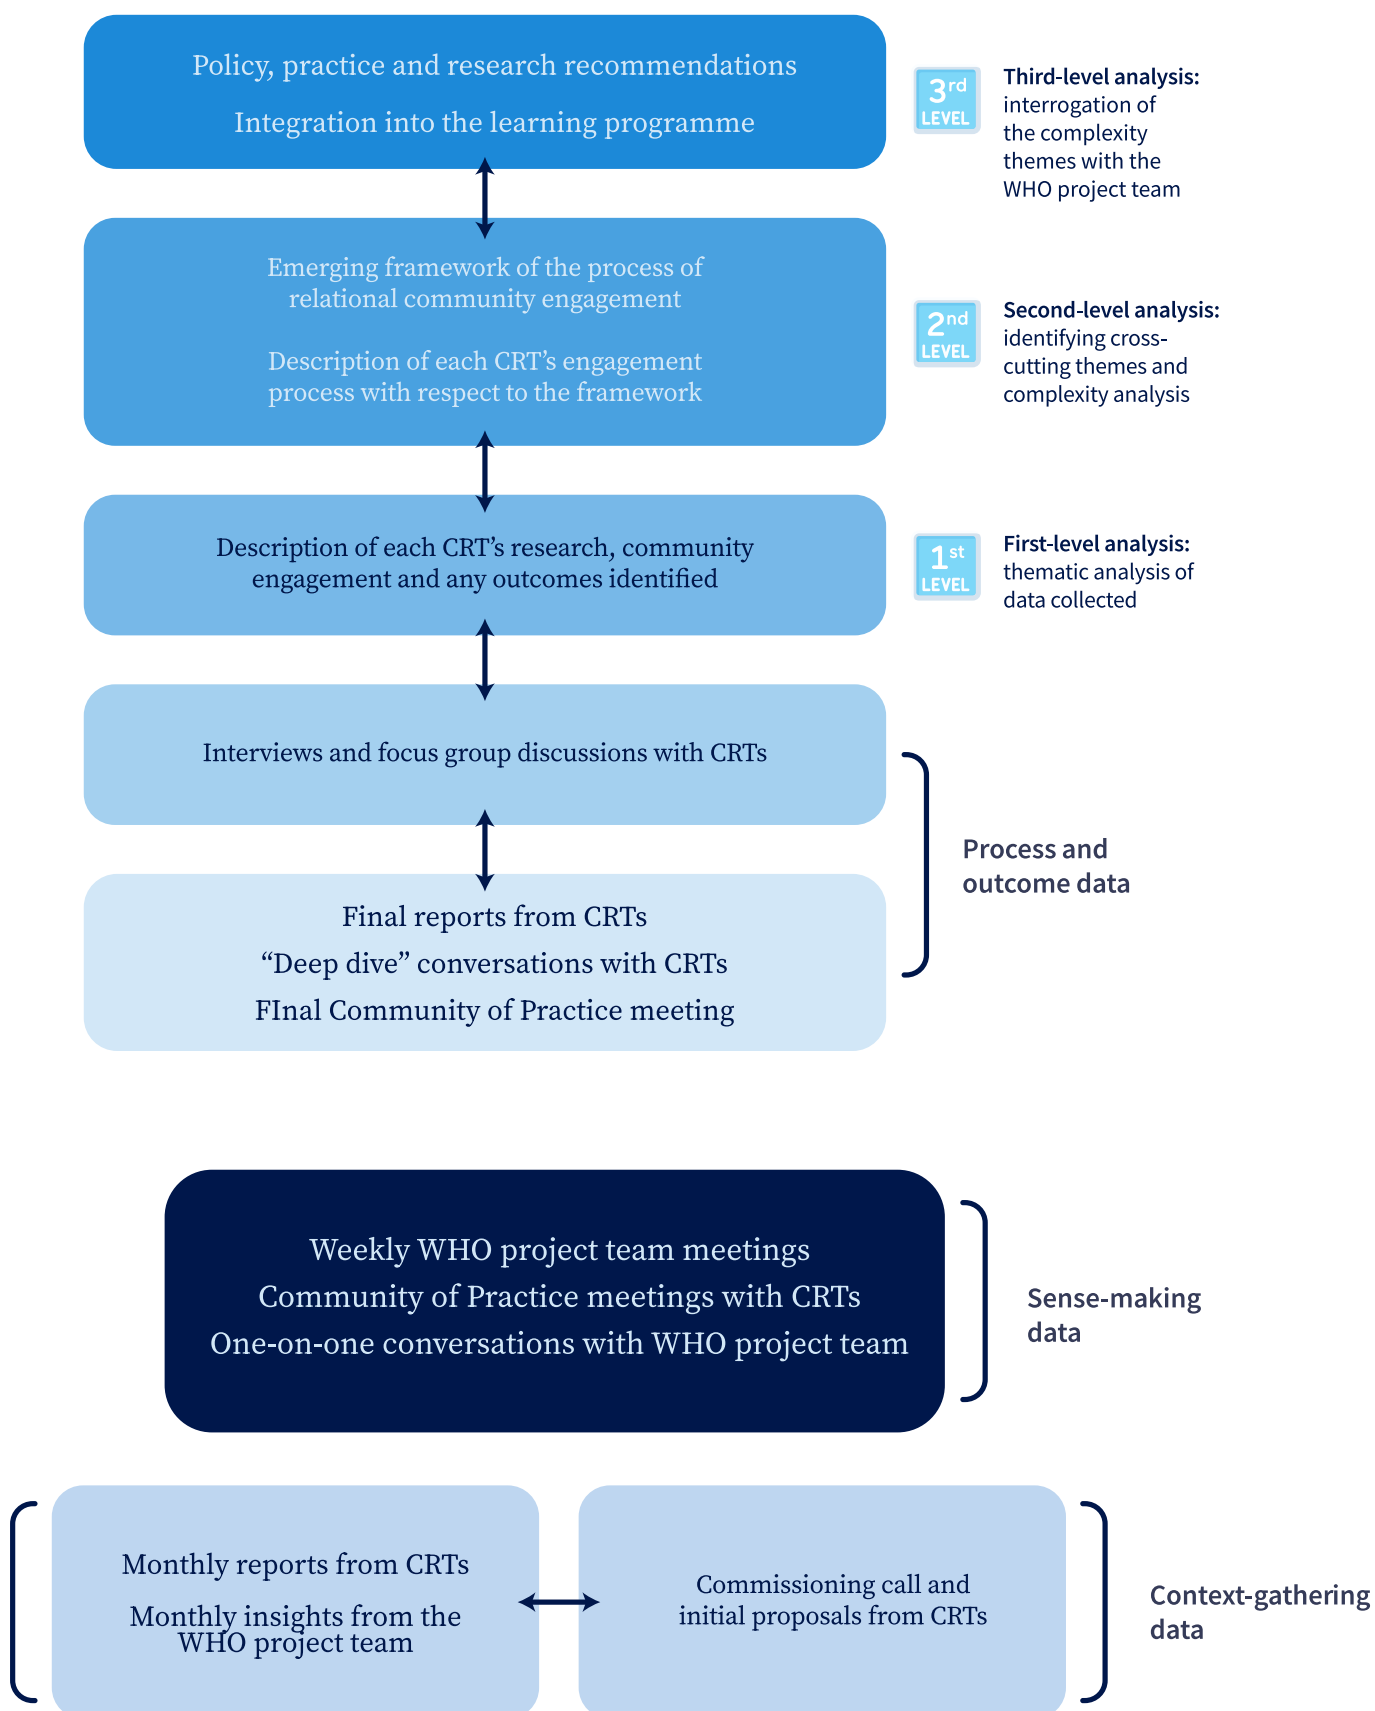 Policy, practice and research recommendations
Integration into the learning programme
3rd
LEVEL
Third-level analysis:
interrogation of
the complexity
themes with the
WHO project team
Emerging framework of the process of
relational community engagement
Description of each CRT’s engagement
process with respect to the framework
2nd
LEVEL
Second-level analysis:
identifying cross-
cutting themes and
complexity analysis
Description of each CRT’s research, community
engagement and any outcomes identified
1st
LEVEL
First-level analysis:
thematic analysis of
data collected
Interviews and focus group discussions with CRTs
Final reports from CRTs
“Deep dive” conversations with CRTs
FInal Community of Practice meeting
Process and
outcome data
Weekly WHO project team meetings
Community of Practice meetings with CRTs
One-on-one conversations with WHO project team
Sense-making
data
Monthly reports from CRTs
Monthly insights from the
WHO project team
Commissioning call and
initial proposals from CRTs
Context-gathering
data